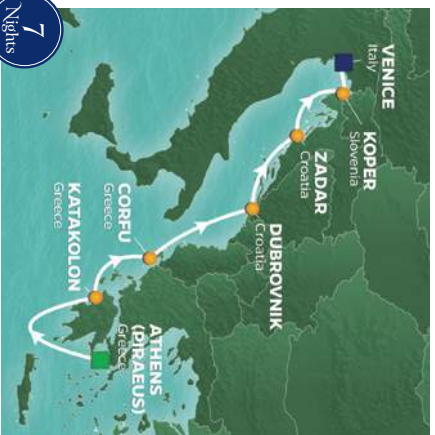 7
Nights
VENICE
Italy
KOPER
Slovenia
ZADAR
Croatia
DUBROVNIK
Croatia
CORFU
Greece
KATAKOLON
Greece
ATHENS
(PIRAEUS)
Greece